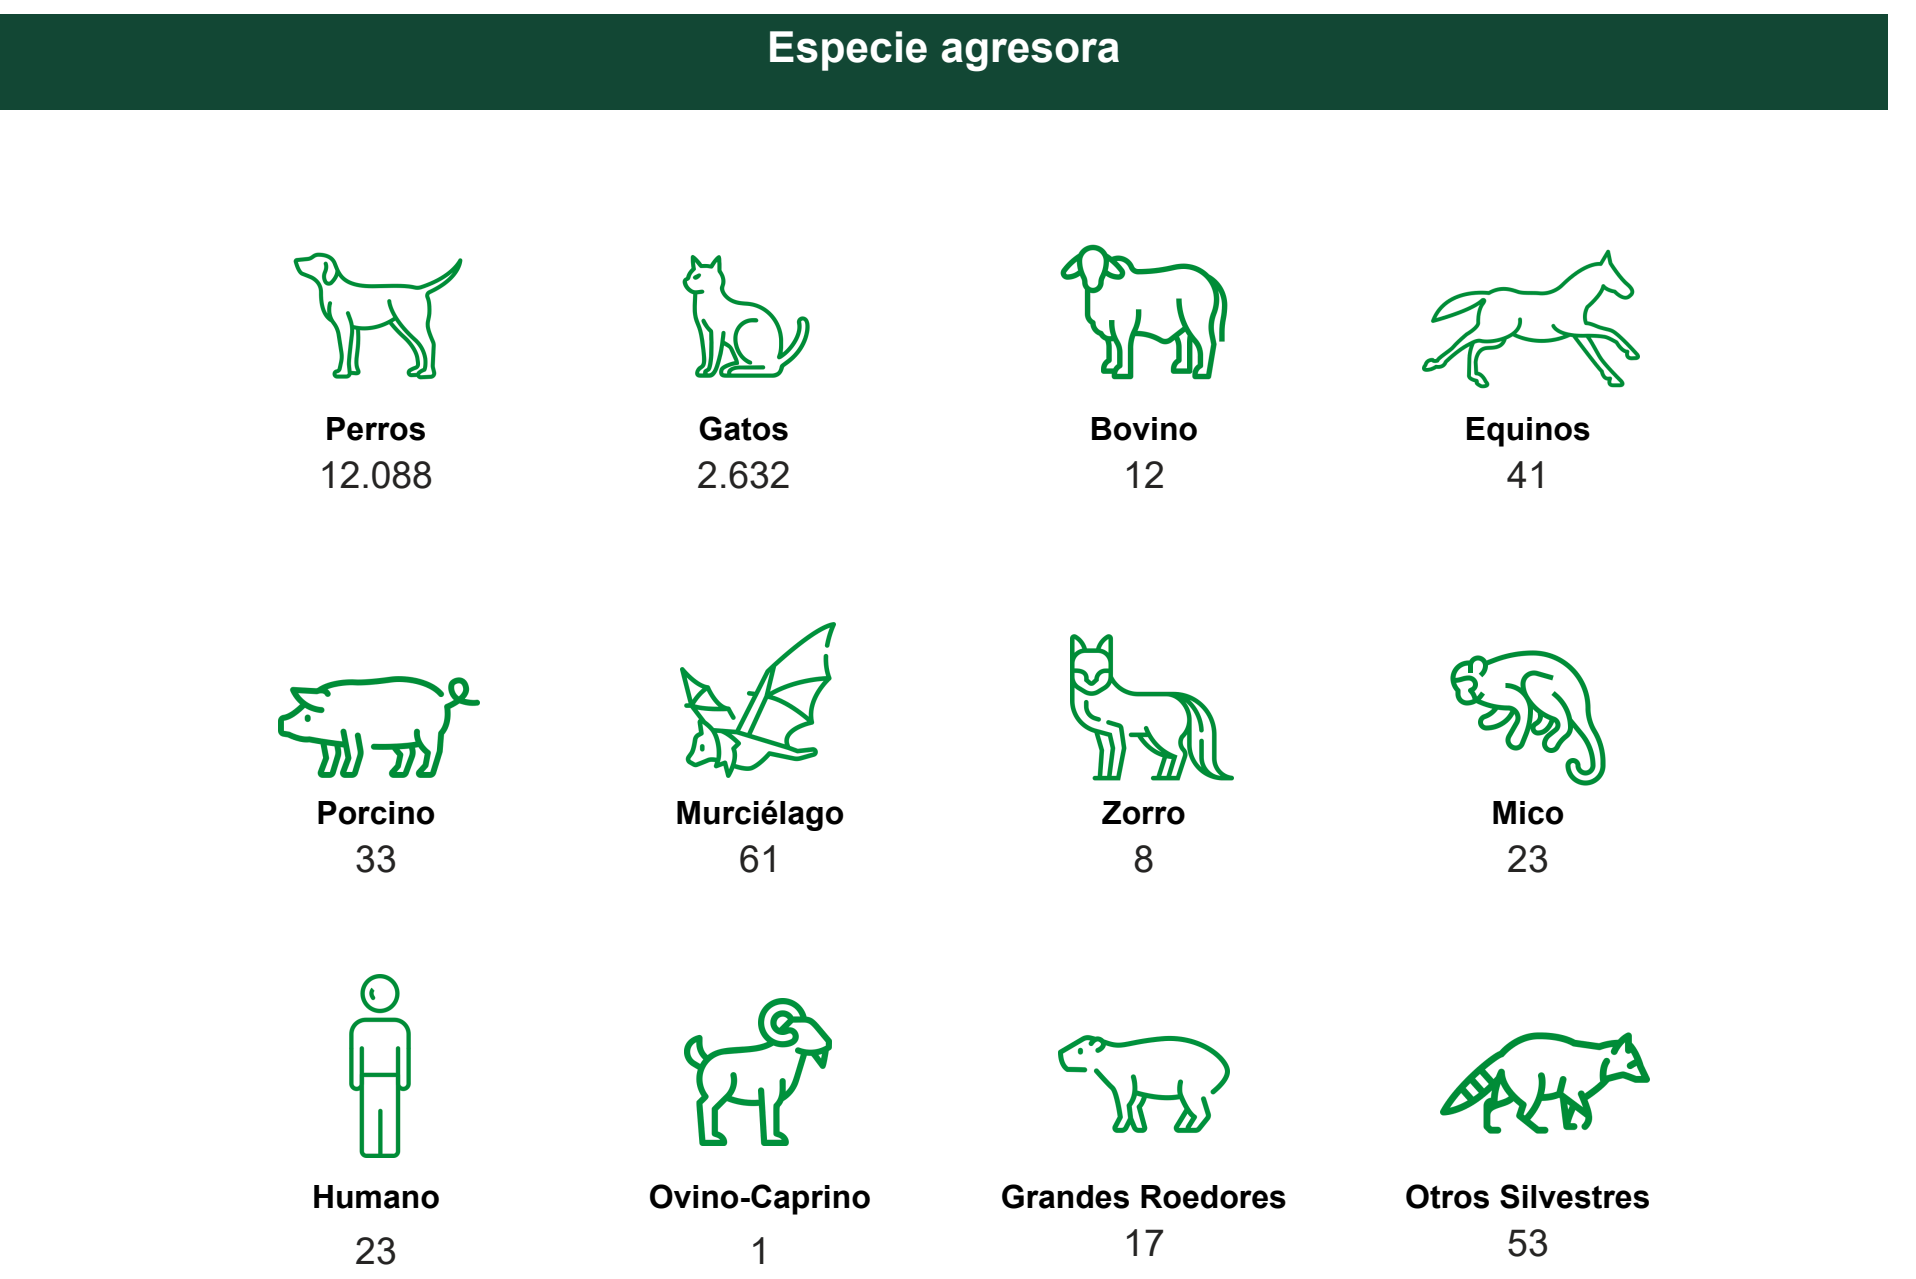 Especie agresora
Perros
12.088
Gatos
2.632
Bovino
12
Equinos
41
Porcino
33
Murciélago
61
Zorro
8
Mico
23
Humano
23
Ovino-Caprino
1
Grandes Roedores
17
Otros Silvestres
53